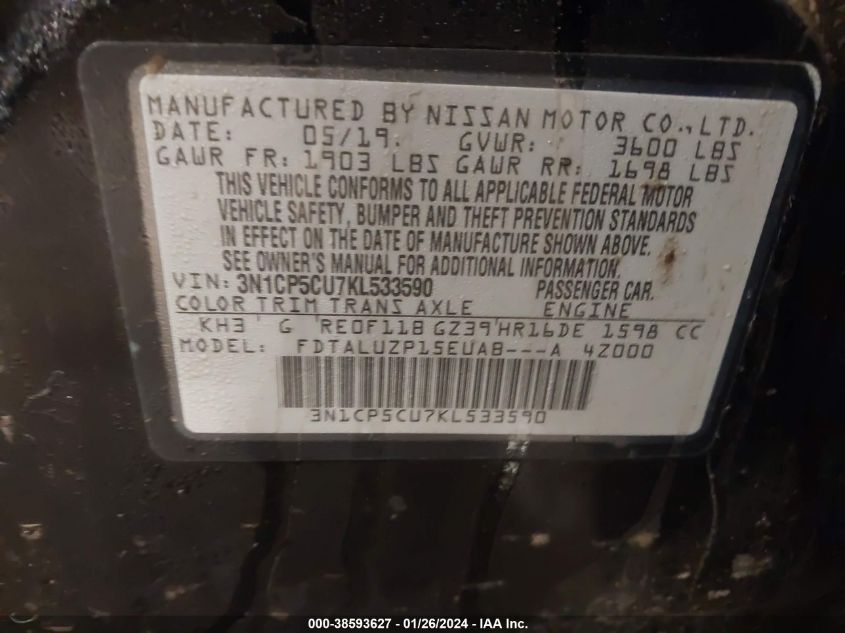 MANUFACTURED BY NISSAN MOTOR CO., LTD.
DATE: 05/19. GVWR: 3600 LBS
GAWR FR: 1903 LBS GAWR RR: 1698 LBS
THIS VEHICLE CONFORMS TO ALL APPLICABLE FEDERAL MOTOR
VEHICLE SAFETY, BUMPER AND THEFT PREVENTION STANDARDS
IN EFFECT ON THE DATE OF MANUFACTURE SHOWN ABOVE.
SEE OWNER'S MANUAL FOR ADDITIONAL INFORMATION.
VIN: 3N1CP5CU7KL533590 PASSENGER CAR.
COLOR TRIM TRANS AXLE ENGINE
KH3 G RE0F11B GZ39 HR16DE 1598 CC
MODEL: FDTALUZP15EUAB---A 4Z000
3N1CP5CU7KL533590
000-38593627 - 01/26/2024 - IAA Inc.